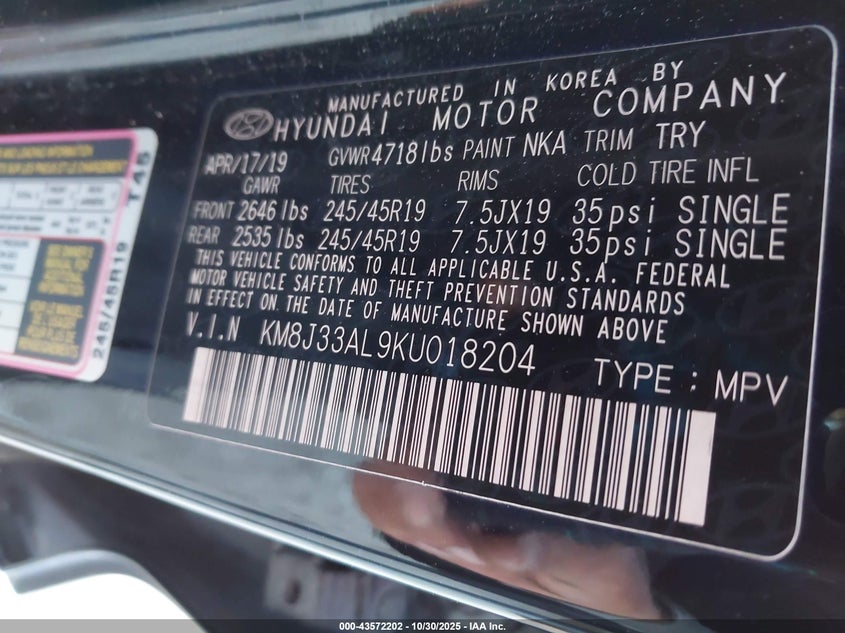 MANUFACTURED IN KOREA BY
HYUNDAI MOTOR COMPANY
APR/17/19 GVWR 4718lbs PAINT NKA TRIM TRY
GAWR TIRES RIMS COLD TIRE INFL
FRONT 2646 lbs 245/45R19 7.5JX19 35psi SINGLE
REAR 2535 lbs 245/45R19 7.5JX19 35psi SINGLE
THIS VEHICLE CONFORMS TO ALL APPLICABLE U.S.A. FEDERAL
MOTOR VEHICLE SAFETY AND THEFT PREVENTION STANDARDS
IN EFFECT ON THE DATE OF MANUFACTURE SHOWN ABOVE
V.I.N KM8J33AL9KU018204
TYPE : MPV
245/45R19 T45
000-43572202 - 10/30/2025 - IAA Inc.